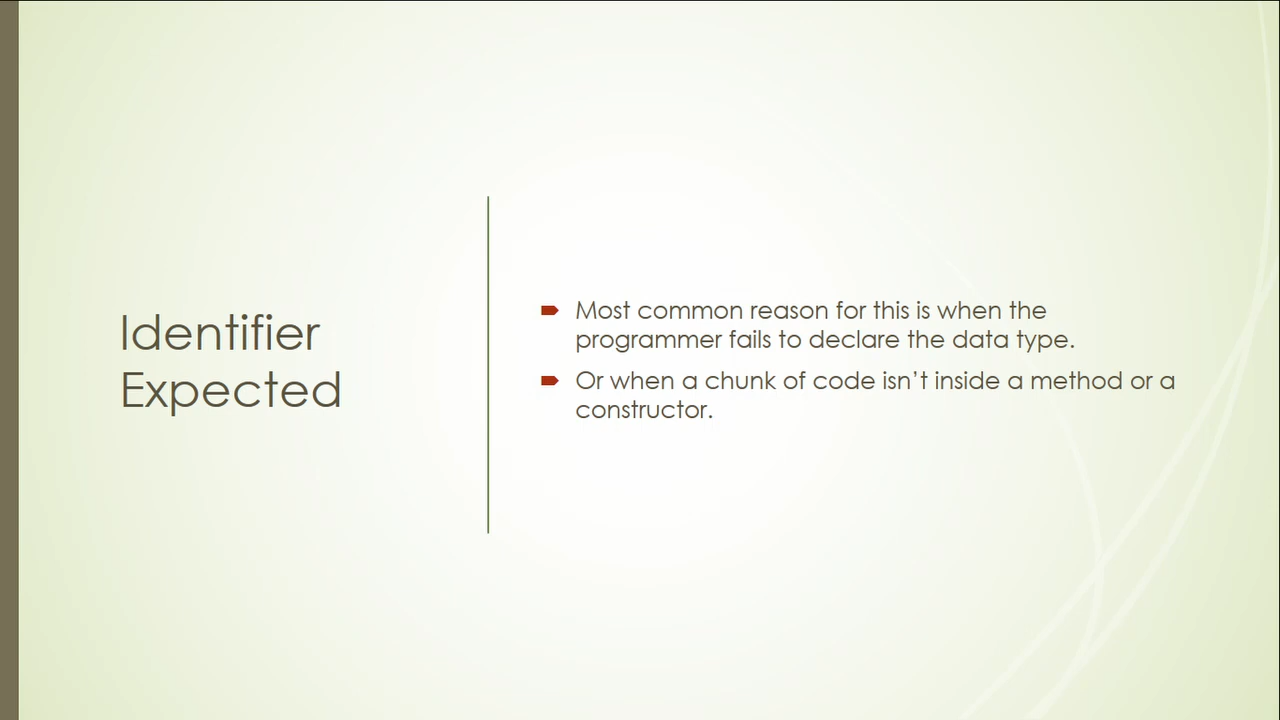 Identifier
Expected
Most common reason for this is when the
programmer fails to declare the data type.
Or when a chunk of code isn’t inside a method or a
constructor.